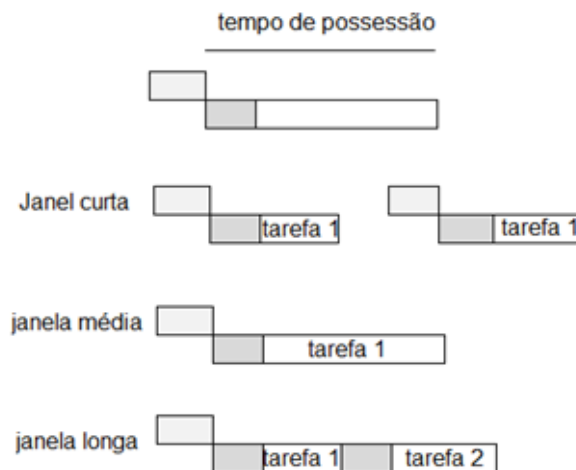 tempo de possessão
Janel curta
tarefa 1
tarefa 1
janela média
tarefa 1
janela longa
tarefa 1
tarefa 2